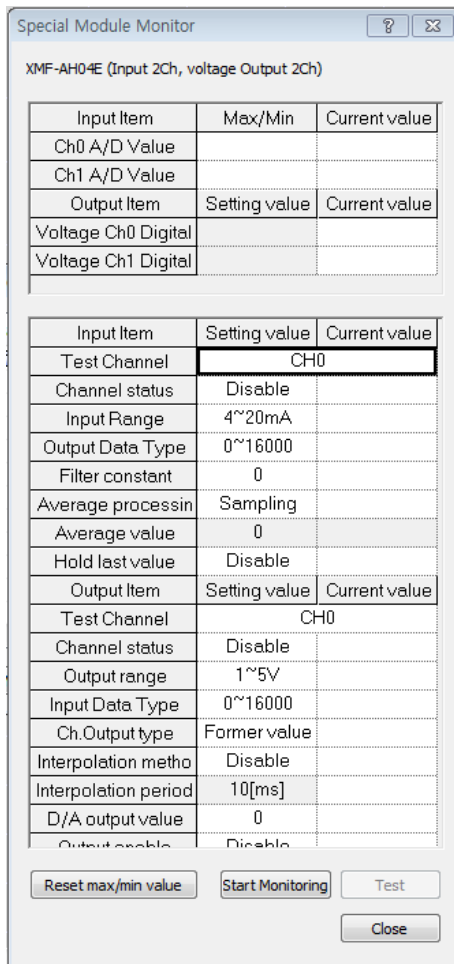 Special Module Monitor
XMF-AH04E (Input 2Ch, voltage Output 2Ch)
Input Item Max/Min Current value
Ch0 A/D Value
Ch1 A/D Value
Output Item Setting value Current value
Voltage Ch0 Digital
Voltage Ch1 Digital
Input Item Setting value Current value
Test Channel CH0
Channel status Disable
Input Range 4~20mA
Output Data Type 0~16000
Filter constant 0
Average processin Sampling
Average value 0
Hold last value Disable
Output Item Setting value Current value
Test Channel CH0
Channel status Disable
Output range 1~5V
Input Data Type 0~16000
Ch.Output type Former value
Interpolation metho Disable
Interpolation period 10[ms]
D/A output value 0
Output enable Disable
Reset max/min value Start Monitoring Test
Close